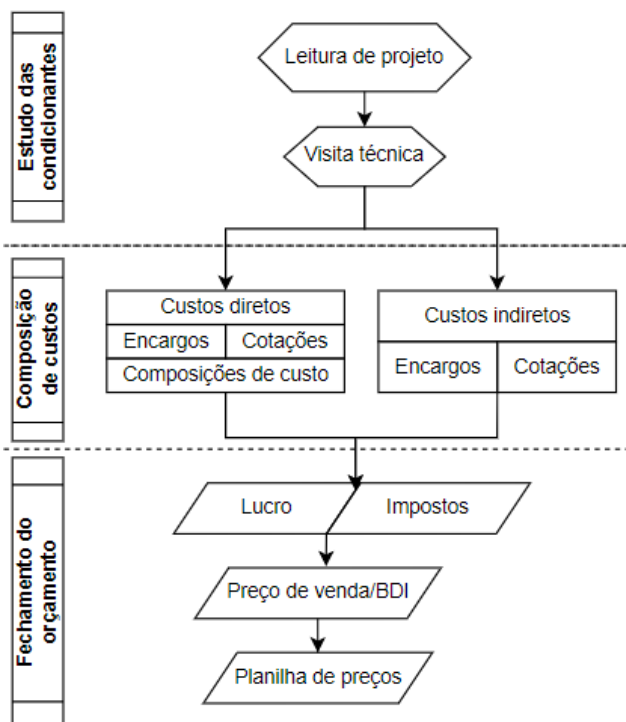 Estudo das
condicionantes
Leitura de projeto
Visita técnica
Composição
de custos
Custos diretos
Encargos
Cotações
Composições de custo
Custos indiretos
Encargos
Cotações
Fechamento do
orçamento
Lucro
Impostos
Preço de venda/BDI
Planilha de preços